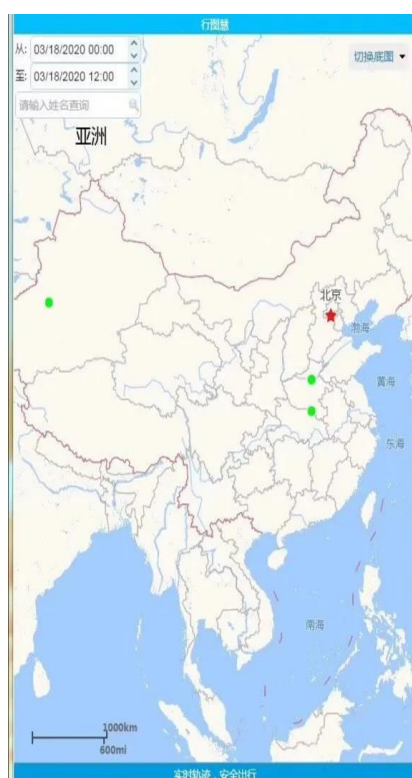 行图慧
从: 03/18/2020 00:00
切换底图
至: 03/18/2020 12:00
请输入姓名查询
亚洲
北京
渤海
黄海
东海
南海
1000km
600mi
实时轨迹，安全出行